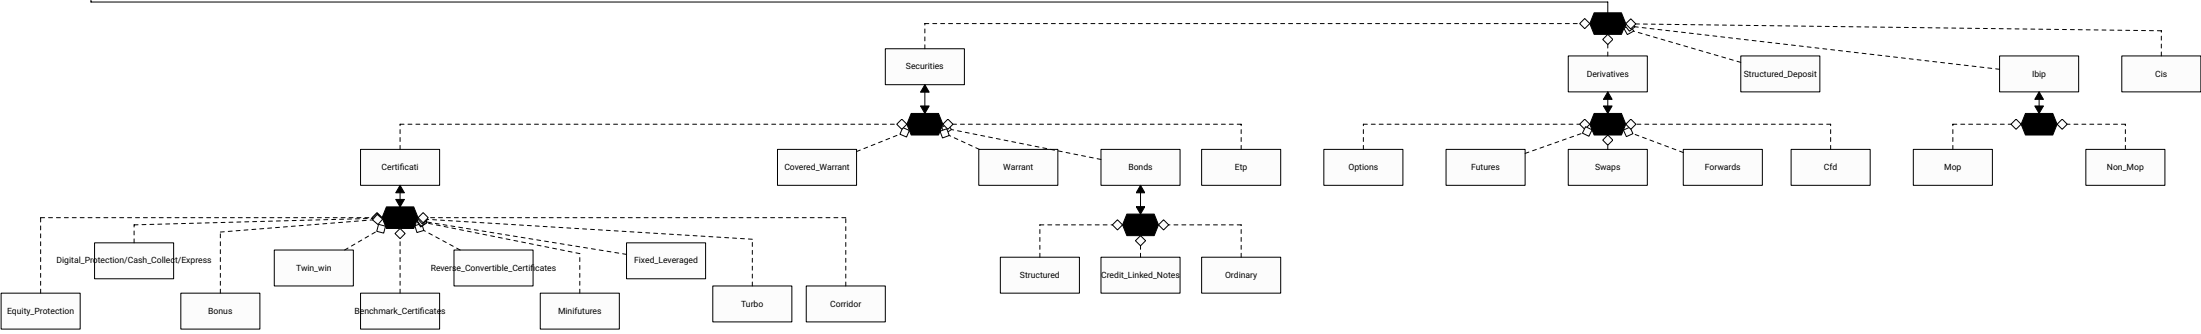 Securities
Derivatives
Structured_Deposit
Ibip
Cis
Certificati
Covered_Warrant
Warrant
Bonds
Etp
Options
Futures
Swaps
Forwards
Cfd
Mop
Non_Mop
Digital_Protection/Cash_Collect/Express
Twin_win
Reverse_Convertible_Certificates
Fixed_Leveraged
Structured
Credit_Linked_Notes
Ordinary
Equity_Protection
Bonus
Benchmark_Certificates
Minifutures
Turbo
Corridor